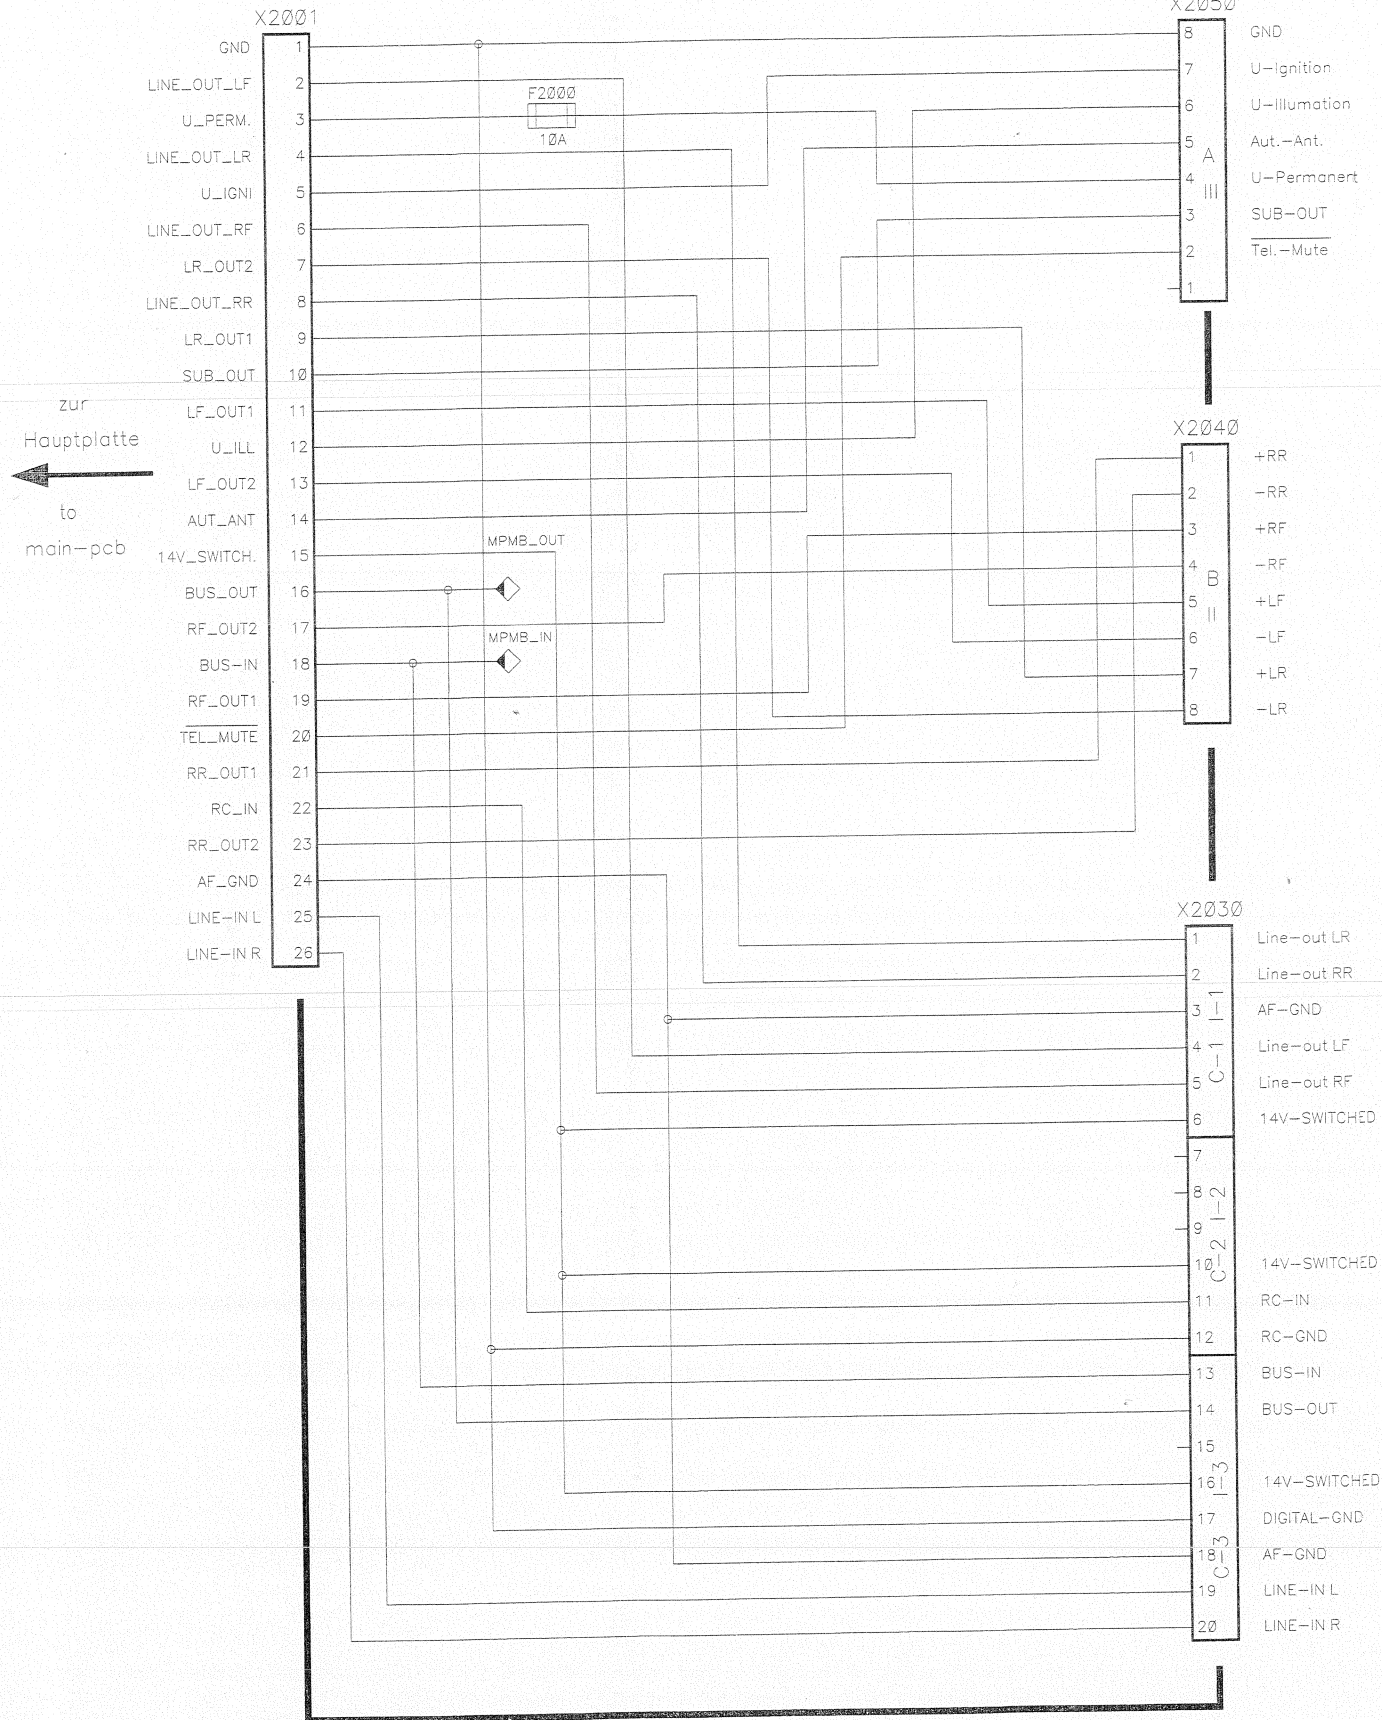 X2001
GND 1
LINE_OUT_LF 2
U_PERM. 3
LINE_OUT_LR 4
U_IGNI 5
LINE_OUT_RF 6
LR_OUT2 7
LINE_OUT_RR 8
LR_OUT1 9
SUB_OUT 10
LF_OUT1 11
U_ILL 12
LF_OUT2 13
AUT_ANT 14
14V_SWITCH. 15
BUS_OUT 16
RF_OUT2 17
BUS-IN 18
RF_OUT1 19
TEL_MUTE 20
RR_OUT1 21
RC_IN 22
RR_OUT2 23
AF_GND 24
LINE-IN L 25
LINE-IN R 26
zur
Hauptplatte
to
main-pcb
F2000
10A
MPMB_OUT
MPMB_IN
X2050
8 GND
7 U-Ignition
6 U-Illumation
5 Aut.-Ant.
4 U-Permanert
3 SUB-OUT
2 Tel.-Mute
1
A
III
X2040
1 +RR
2 -RR
3 +RF
4 -RF
5 +LF
6 -LF
7 +LR
8 -LR
B
II
X2030
1 Line-out LR
2 Line-out RR
3 AF-GND
4 Line-out LF
5 Line-out RF
6 14V-SWITCHED
7
8
9
10 14V-SWITCHED
11 RC-IN
12 RC-GND
13 BUS-IN
14 BUS-OUT
15
16 14V-SWITCHED
17 DIGITAL-GND
18 AF-GND
19 LINE-IN L
20 LINE-IN R
C-1 I-1
C-2 I-2
C-3 I-3